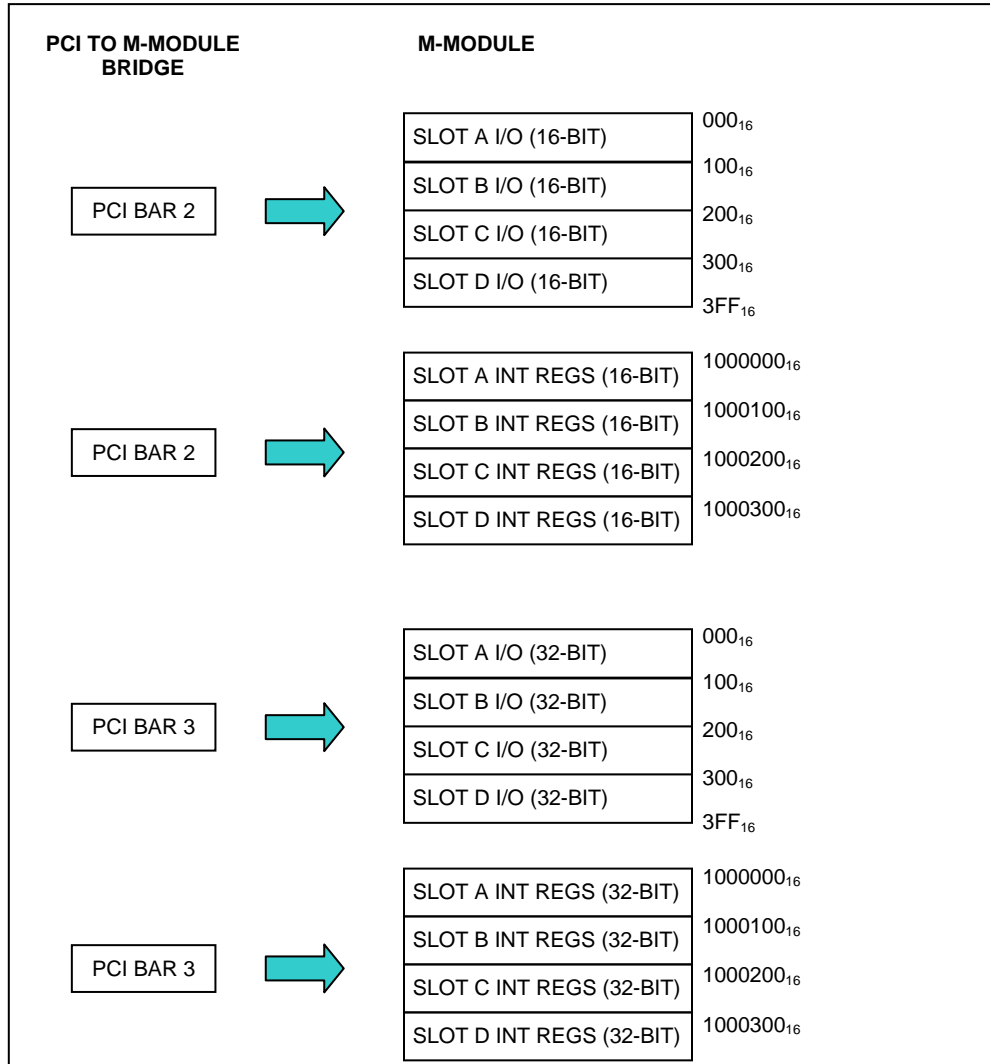 PCI TO M-MODULE
BRIDGE
M-MODULE
PCI BAR 2
SLOT A I/O (16-BIT)
000₁₆
SLOT B I/O (16-BIT)
100₁₆
SLOT C I/O (16-BIT)
200₁₆
SLOT D I/O (16-BIT)
300₁₆
3FF₁₆
PCI BAR 2
SLOT A INT REGS (16-BIT)
1000000₁₆
SLOT B INT REGS (16-BIT)
1000100₁₆
SLOT C INT REGS (16-BIT)
1000200₁₆
SLOT D INT REGS (16-BIT)
1000300₁₆
PCI BAR 3
SLOT A I/O (32-BIT)
000₁₆
SLOT B I/O (32-BIT)
100₁₆
SLOT C I/O (32-BIT)
200₁₆
SLOT D I/O (32-BIT)
300₁₆
3FF₁₆
PCI BAR 3
SLOT A INT REGS (32-BIT)
1000000₁₆
SLOT B INT REGS (32-BIT)
1000100₁₆
SLOT C INT REGS (32-BIT)
1000200₁₆
SLOT D INT REGS (32-BIT)
1000300₁₆